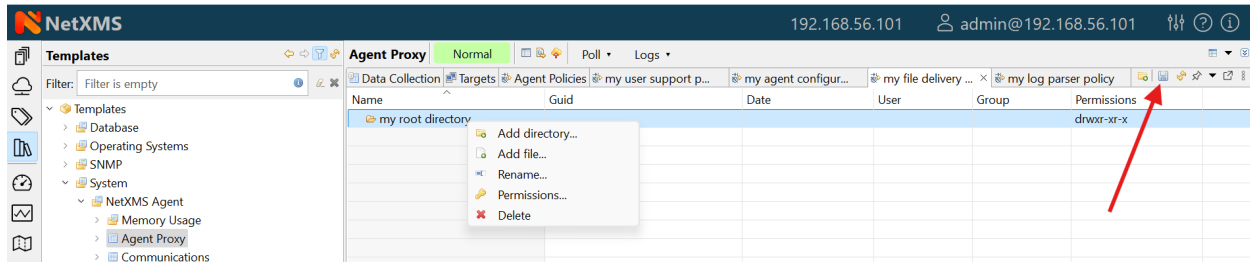 NetXMS 192.168.56.101 admin@192.168.56.101
Templates
Filter: Filter is empty
Templates
Database
Operating Systems
SNMP
System
NetXMS Agent
Memory Usage
Agent Proxy
Communications
Agent Proxy Normal Poll Logs
Data Collection Targets Agent Policies my user support p... my agent configur... my file delivery ... my log parser policy
Name Guid Date User Group Permissions
my root directory drwxr-xr-x
Add directory...
Add file...
Rename...
Permissions...
Delete